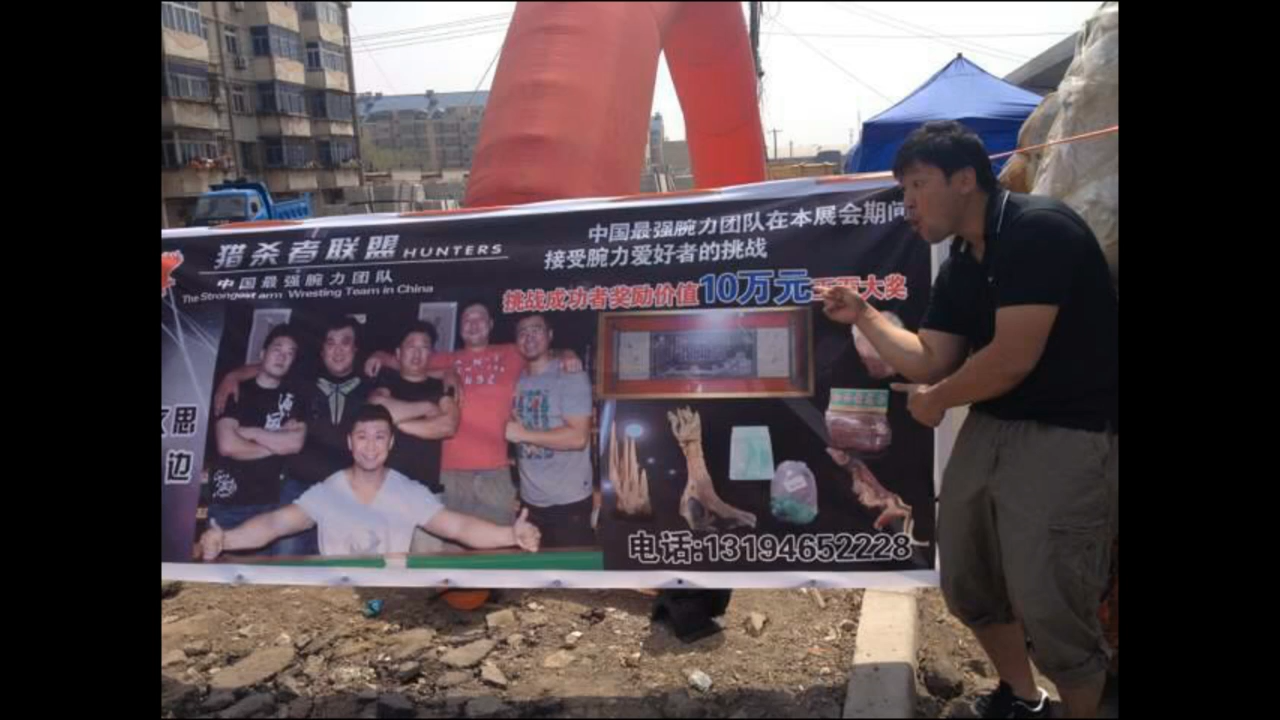 猎杀者联盟 HUNTERS
中国最强腕力团队
The Strongest arm Wresting Team in China
中国最强腕力团队在本展会期间
接受腕力爱好者的挑战
挑战成功者奖励价值10万元
大奖
思
边
电话:13194652228